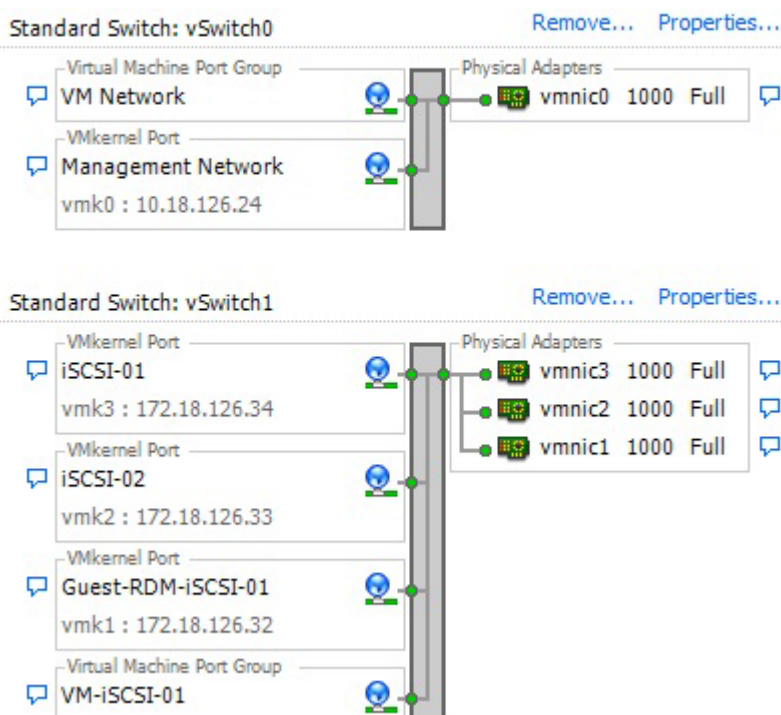 Standard Switch: vSwitch0 Remove... Properties...
Virtual Machine Port Group Physical Adapters
VM Network vmnic0 1000 Full
VMkernel Port
Management Network
vmk0 : 10.18.126.24
Standard Switch: vSwitch1 Remove... Properties...
VMkernel Port Physical Adapters
iSCSI-01 vmnic3 1000 Full
vmk3 : 172.18.126.34 vmnic2 1000 Full
VMkernel Port vmnic1 1000 Full
iSCSI-02
vmk2 : 172.18.126.33
VMkernel Port
Guest-RDM-iSCSI-01
vmk1 : 172.18.126.32
Virtual Machine Port Group
VM-iSCSI-01